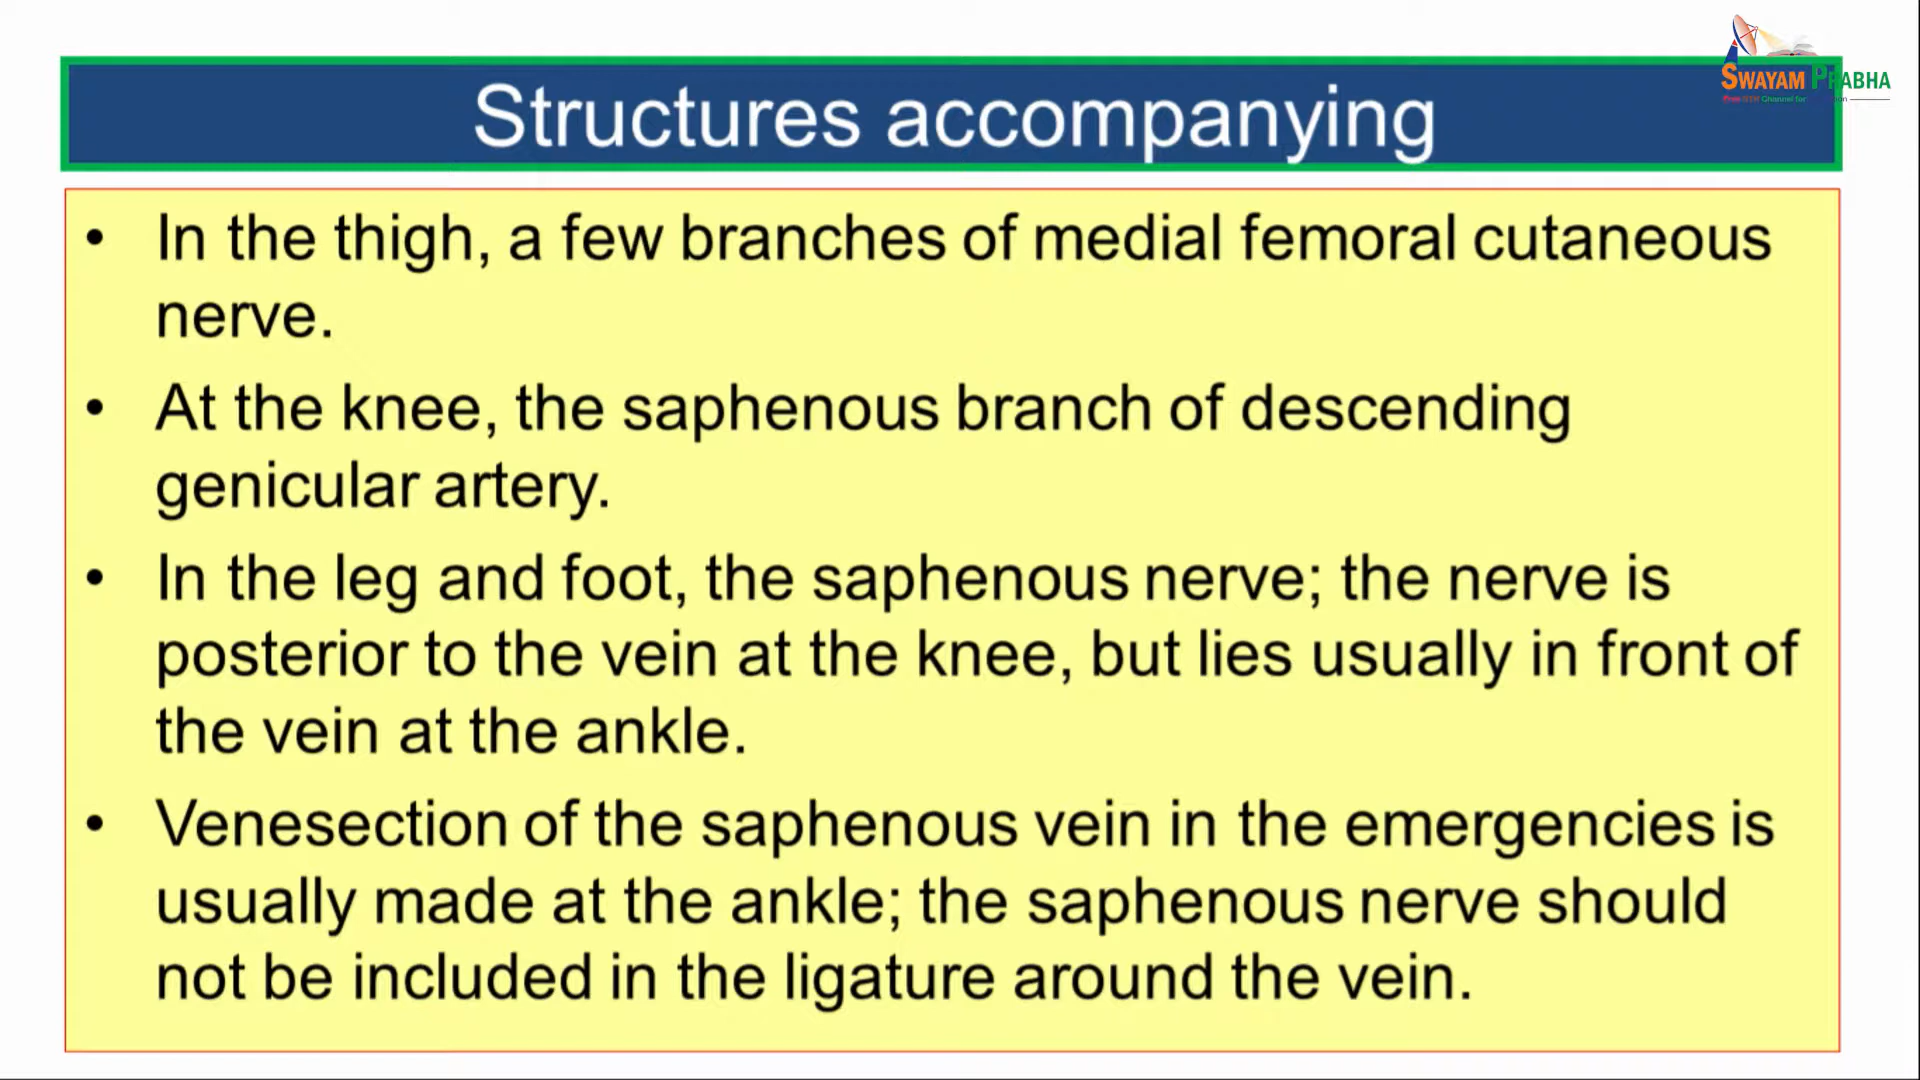 SWAYAM PRABHA
Structures accompanying
• In the thigh, a few branches of medial femoral cutaneous
nerve.
• At the knee, the saphenous branch of descending
genicular artery.
• In the leg and foot, the saphenous nerve; the nerve is
posterior to the vein at the knee, but lies usually in front of
the vein at the ankle.
• Venesection of the saphenous vein in the emergencies is
usually made at the ankle; the saphenous nerve should
not be included in the ligature around the vein.